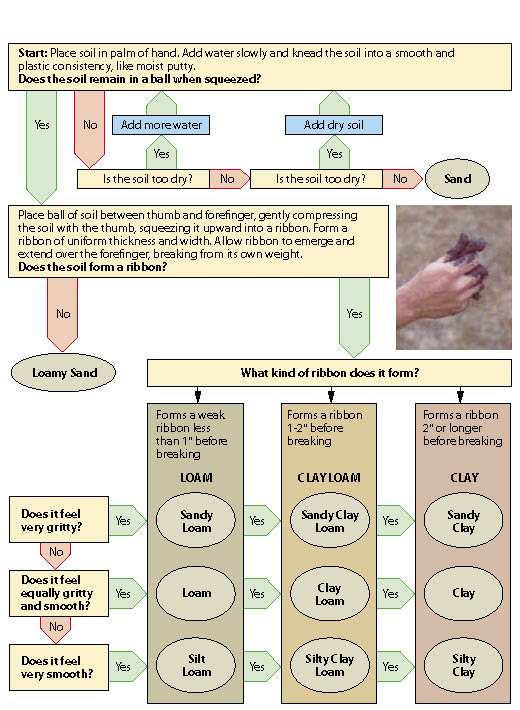 Start: Place soil in palm of hand. Add water slowly and knead the soil into a smooth and
plastic consistency, like moist putty.
Does the soil remain in a ball when squeezed?
Yes
No
Add more water
Add dry soil
Yes
Yes
Is the soil too dry?
No
Is the soil too dry?
No
Sand
Place ball of soil between thumb and forefinger, gently compressing
the soil with the thumb, squeezing it upward into a ribbon. Form a
ribbon of uniform thickness and width. Allow ribbon to emerge and
extend over the forefinger, breaking from its own weight.
Does the soil form a ribbon?
No
Yes
Loamy Sand
What kind of ribbon does it form?
Forms a weak
ribbon less
than 1" before
breaking
LOAM
Forms a ribbon
1-2" before
breaking
CLAY LOAM
Forms a ribbon
2" or longer
before breaking
CLAY
Does it feel
very gritty?
Yes
Sandy
Loam
Yes
Sandy Clay
Loam
Yes
Sandy
Clay
No
Does it feel
equally gritty
and smooth?
Yes
Loam
Yes
Clay
Loam
Yes
Clay
No
Does it feel
very smooth?
Yes
Silt
Loam
Yes
Silty Clay
Loam
Yes
Silty
Clay